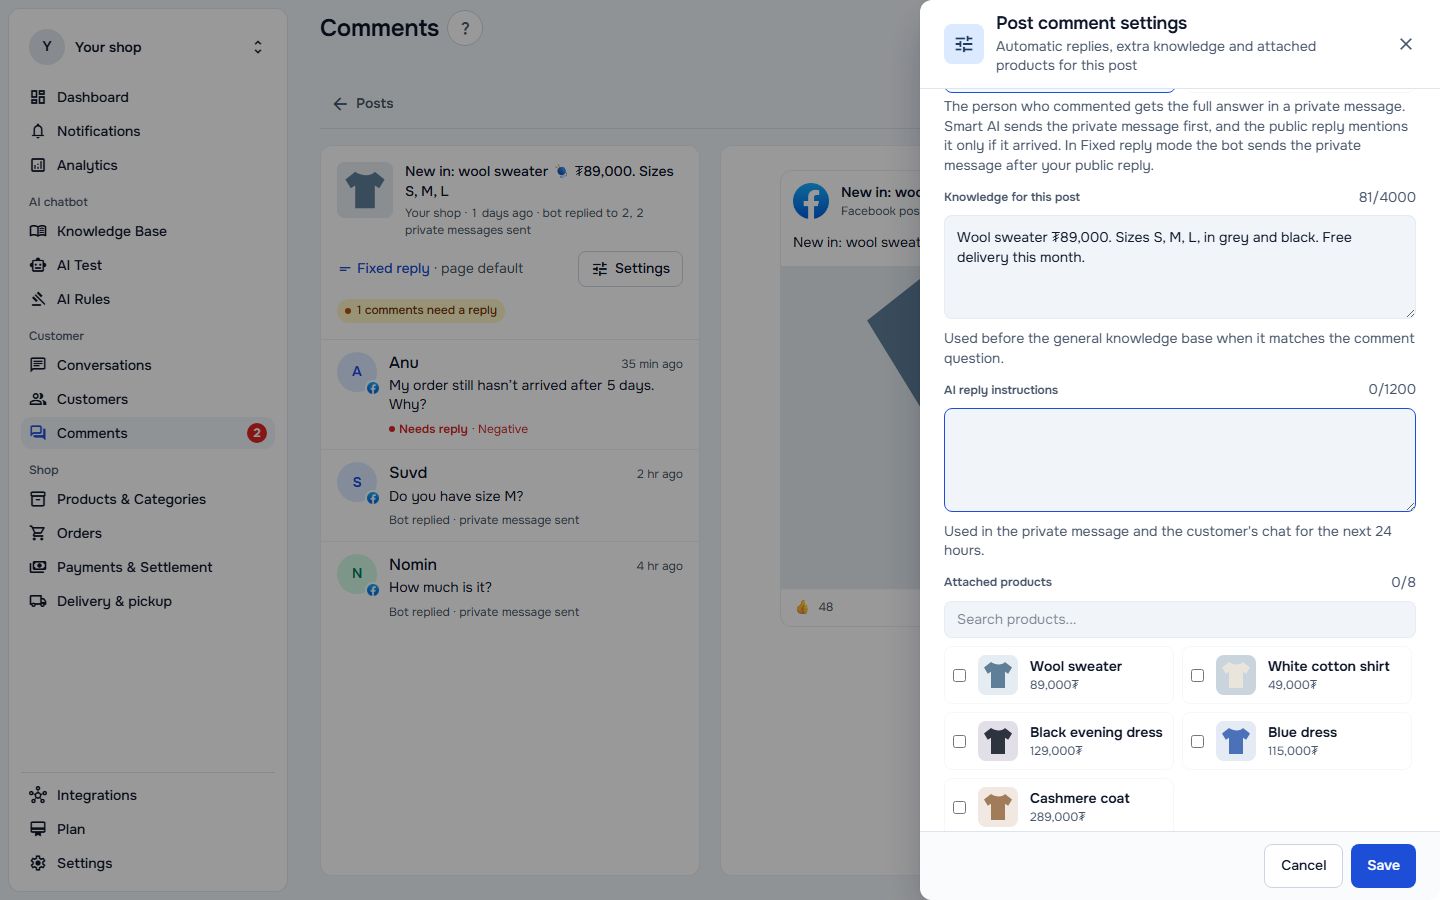 Y
Your shop
Dashboard
Notifications
Analytics
AI chatbot
Knowledge Base
AI Test
AI Rules
Customer
Conversations
Customers
Comments
2
Shop
Products & Categories
Orders
Payments & Settlement
Delivery & pickup
Integrations
Plan
Settings
Comments
?
Posts
New in: wool sweater 🧶 ₮89,000. Sizes
S, M, L
Your shop · 1 days ago · bot replied to 2, 2
private messages sent
Fixed reply · page default
Settings
1 comments need a reply
A
Anu
35 min ago
My order still hasn't arrived after 5 days.
Why?
Needs reply · Negative
S
Suvd
2 hr ago
Do you have size M?
Bot replied · private message sent
N
Nomin
4 hr ago
How much is it?
Bot replied · private message sent
New in: woo
Facebook pos
New in: wool sweat
👍 48
Post comment settings
Automatic replies, extra knowledge and attached
products for this post
The person who commented gets the full answer in a private message.
Smart AI sends the private message first, and the public reply mentions
it only if it arrived. In Fixed reply mode the bot sends the private
message after your public reply.
Knowledge for this post
81/4000
Wool sweater ₮89,000. Sizes S, M, L, in grey and black. Free
delivery this month.
Used before the general knowledge base when it matches the comment
question.
AI reply instructions
0/1200
Used in the private message and the customer's chat for the next 24
hours.
Attached products
0/8
Search products...
Wool sweater
89,000₮
White cotton shirt
49,000₮
Black evening dress
129,000₮
Blue dress
115,000₮
Cashmere coat
289,000₮
Cancel
Save